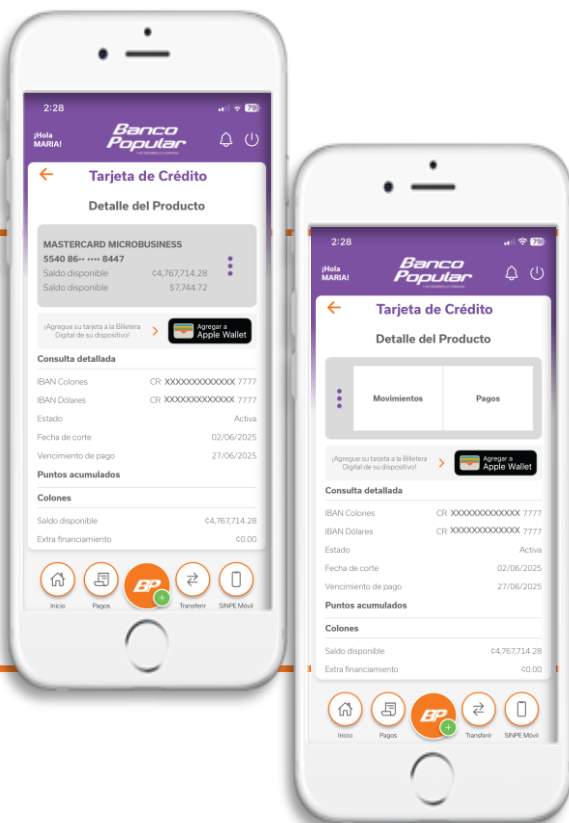 2:28
79
¡Hola
MARIA!
Banco
Popular
Tarjeta de Crédito
Detalle del Producto
MASTERCARD MICROBUSINESS
5540 86•• •••• 8447
Saldo disponible ¢4,767,714.28
Saldo disponible $7,744.72
¡Agregue su tarjeta a la Billetera
Digital de su dispositivo!
Agregar a
Apple Wallet
Consulta detallada
IBAN Colones CR XXXXXXXXXXXXX 7777
IBAN Dólares CR XXXXXXXXXXXXX 7777
Estado Activa
Fecha de corte 02/06/2025
Vencimiento de pago 27/06/2025
Puntos acumulados
Colones
Saldo disponible ¢4,767,714.28
Extra financiamiento ¢0.00
BP
Inicio Pagos Transferir SINPE Móvil
2:28
79
¡Hola
MARIA!
Banco
Popular
Tarjeta de Crédito
Detalle del Producto
Movimientos Pagos
¡Agregue su tarjeta a la Billetera
Digital de su dispositivo!
Agregar a
Apple Wallet
Consulta detallada
IBAN Colones CR XXXXXXXXXXXXX 7777
IBAN Dólares CR XXXXXXXXXXXXX 7777
Estado Activa
Fecha de corte 02/06/2025
Vencimiento de pago 27/06/2025
Puntos acumulados
Colones
Saldo disponible ¢4,767,714.28
Extra financiamiento ¢0.00
BP
Inicio Pagos Transferir SINPE Móvil